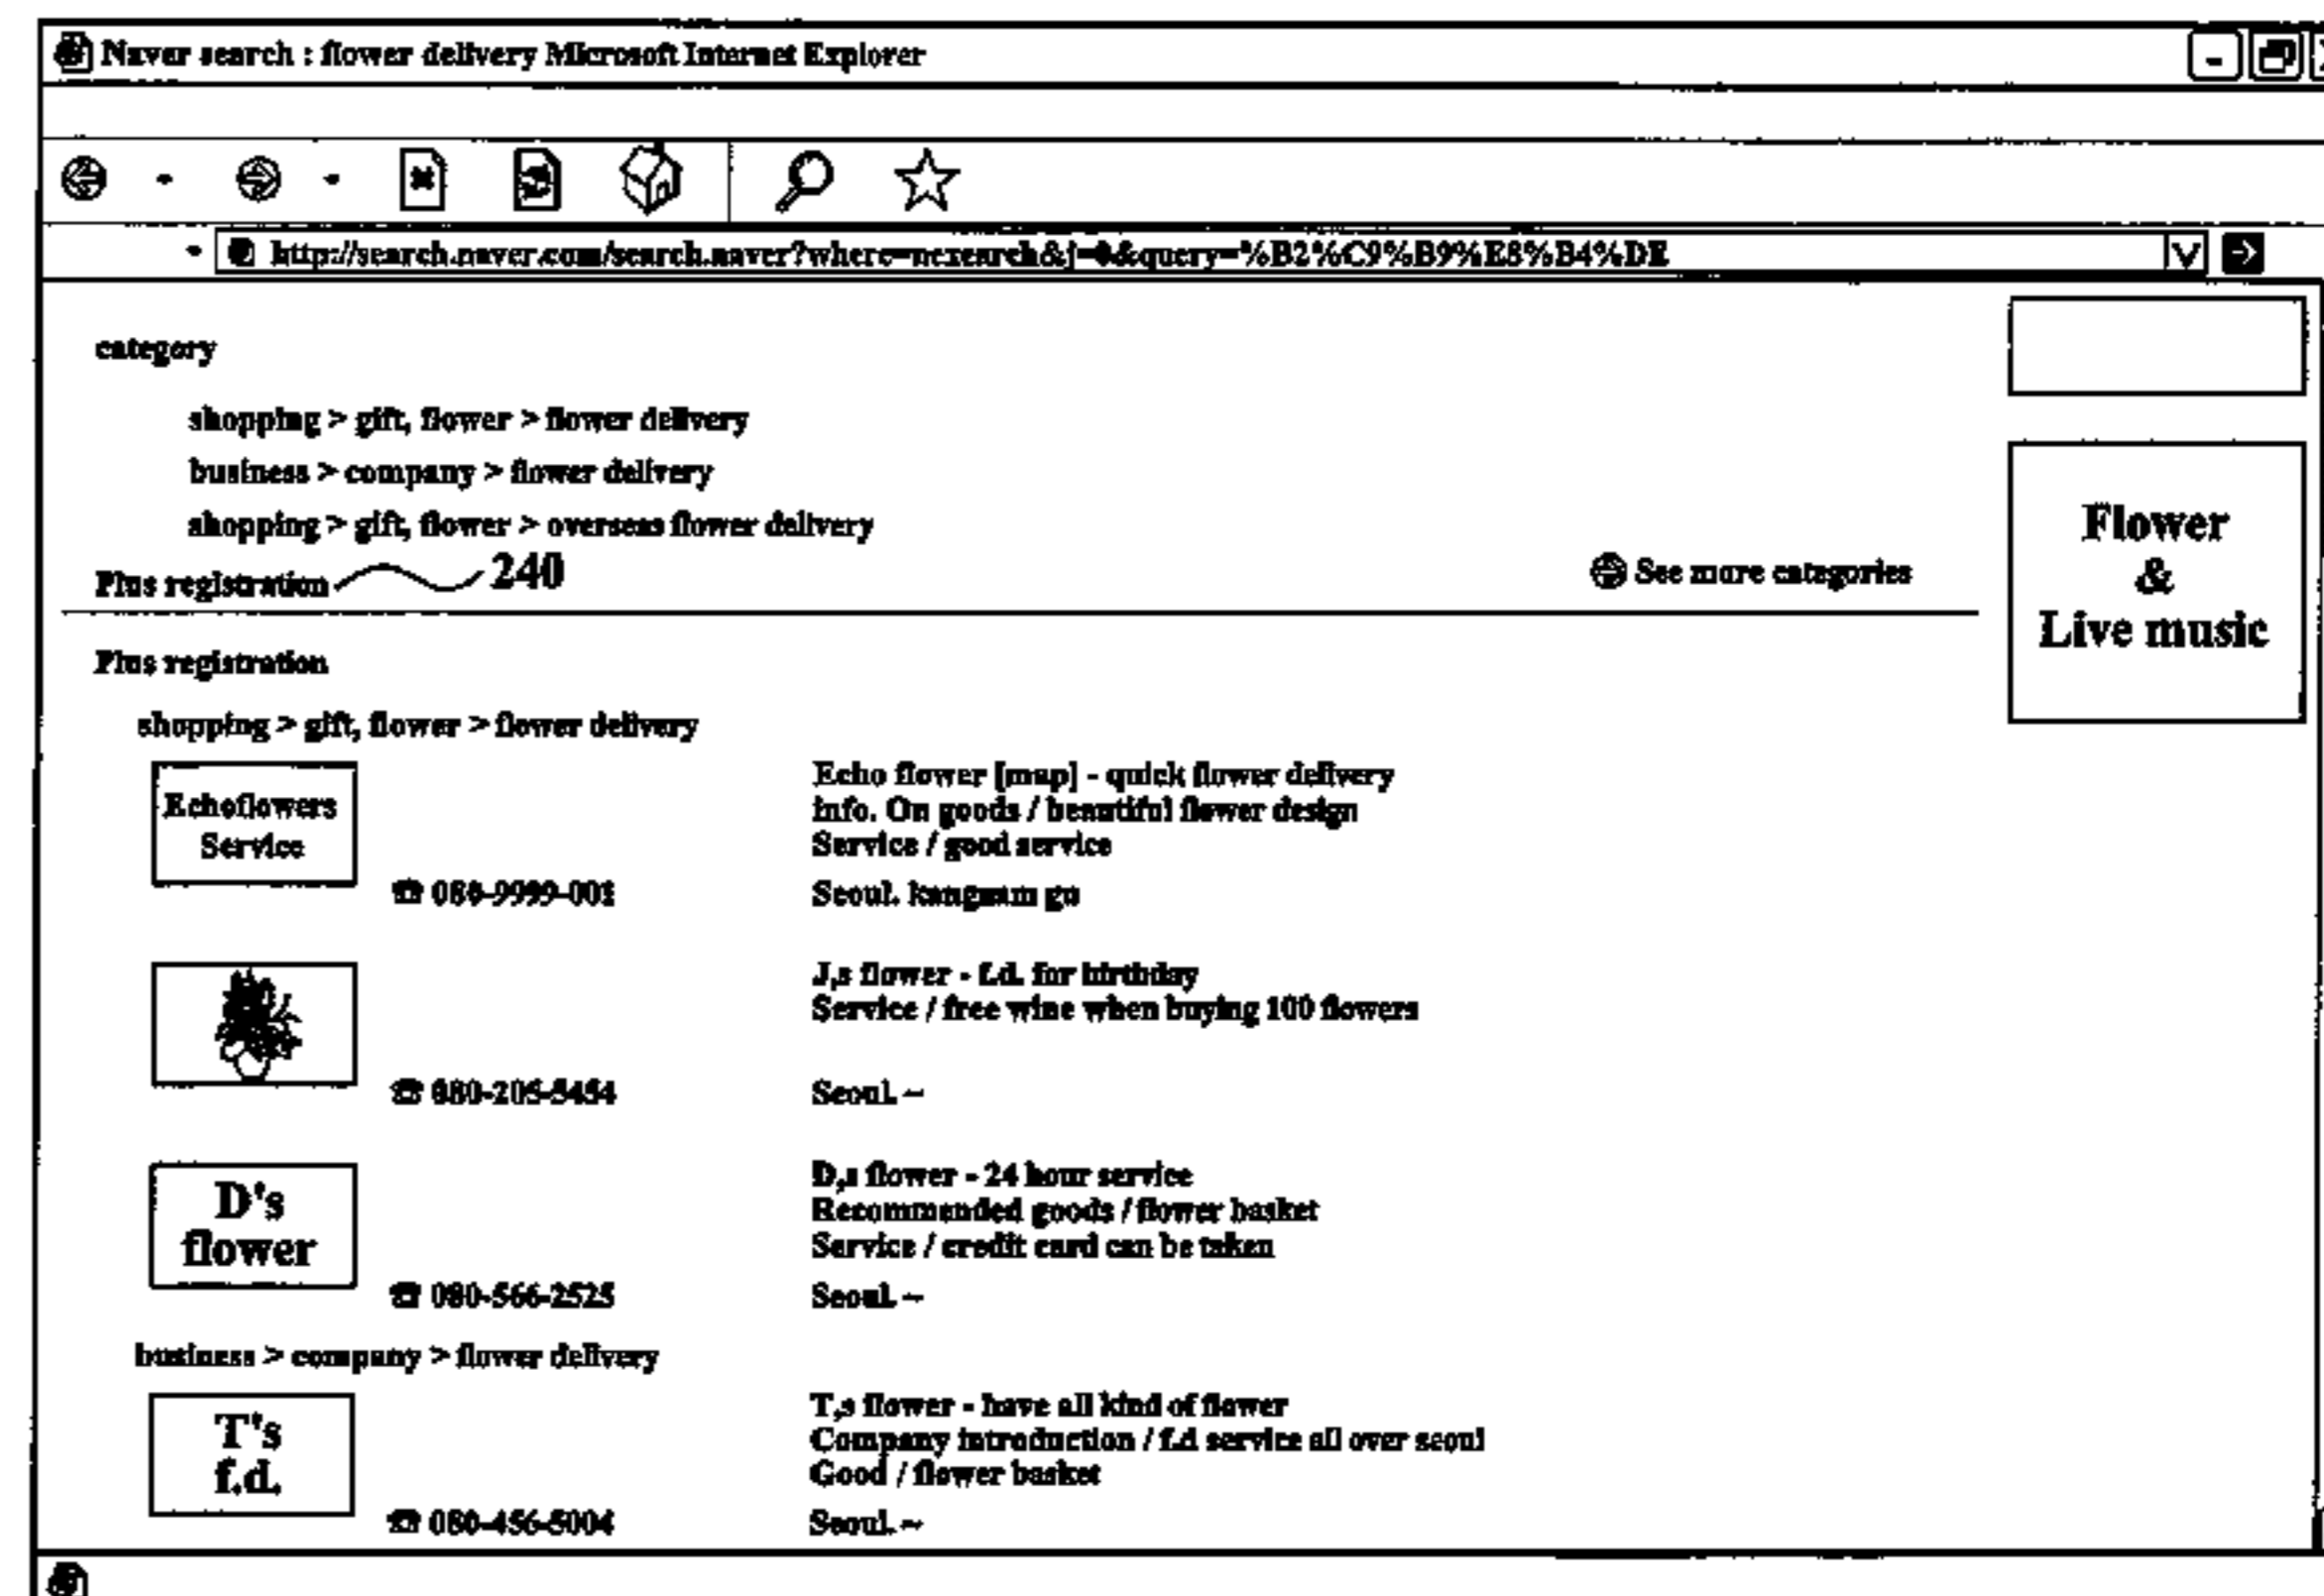 Naver search : flower delivery Microsoft Internet Explorer
http://search.naver.com/search.naver?where=nexearch&j=0&query=%B2%C9%B9%E8%B4%DE
category
shopping > gift, flower > flower delivery
business > company > flower delivery
shopping > gift, flower > overseas flower delivery
Plus registration 240
See more categories
Flower
&
Live music
Plus registration
shopping > gift, flower > flower delivery
Echoflowers
Service
☎ 080-9999-001
Echo flower [map] - quick flower delivery
info. On goods / beautiful flower design
Service / good service
Seoul. kangnam gu
☎ 080-205-5454
J,s flower - f.d. for birthday
Service / free wine when buying 100 flowers
Seoul. ~
D's
flower
☎ 080-566-2525
D,s flower - 24 hour service
Recommended goods / flower basket
Service / credit card can be taken
Seoul. ~
business > company > flower delivery
T's
f.d.
☎ 080-456-5004
T,s flower - have all kind of flower
Company introduction / f.d service all over seoul
Good / flower basket
Seoul. ~